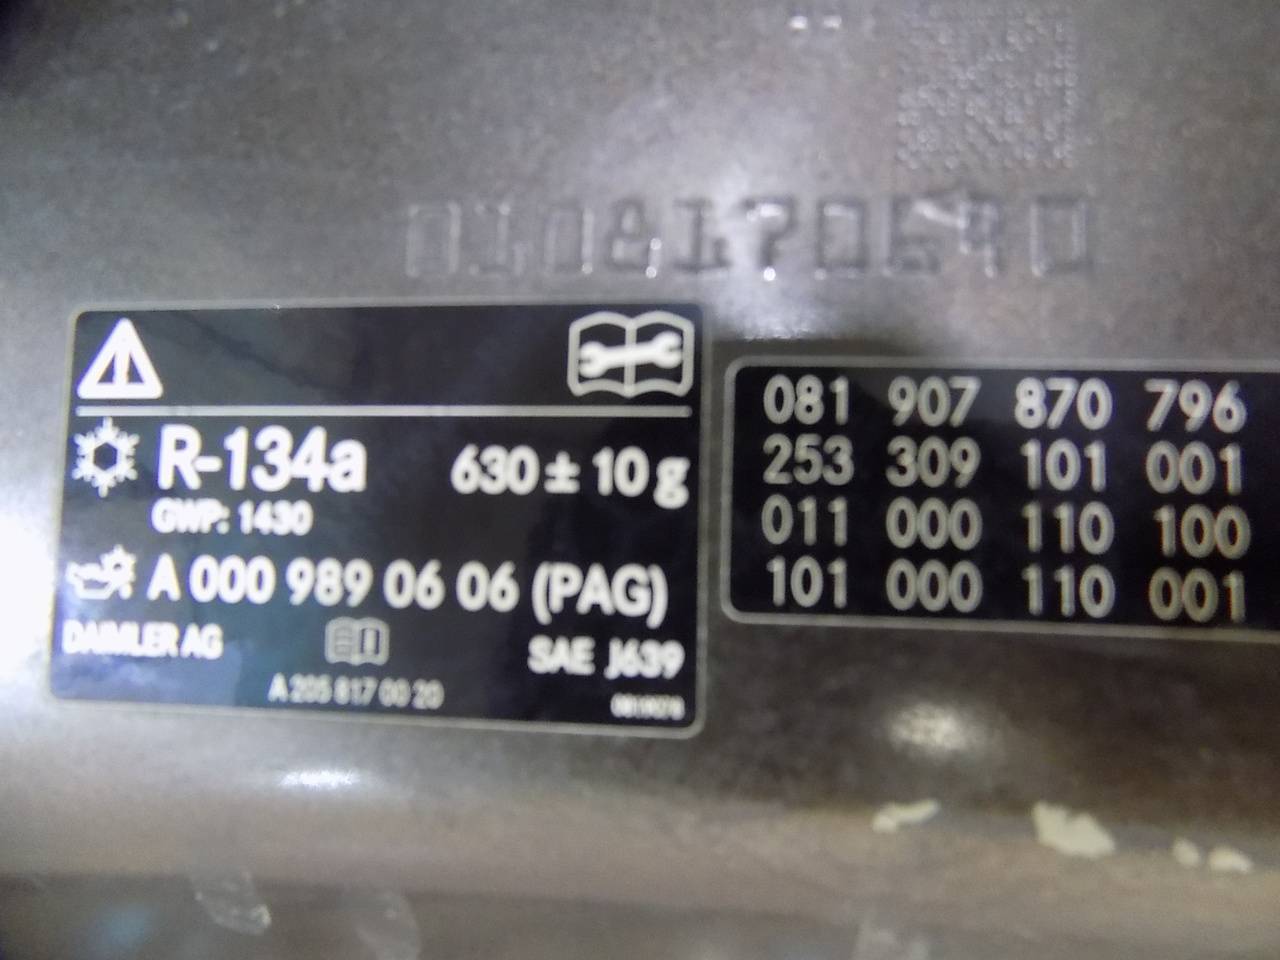 R-134a 630 ± 10 g
GWP: 1430
A 000 989 06 06 (PAG)
DAIMLER AG
SAE J639
A 205 817 00 20
081 907 870 796
253 309 101 001
011 000 110 100
101 000 110 001